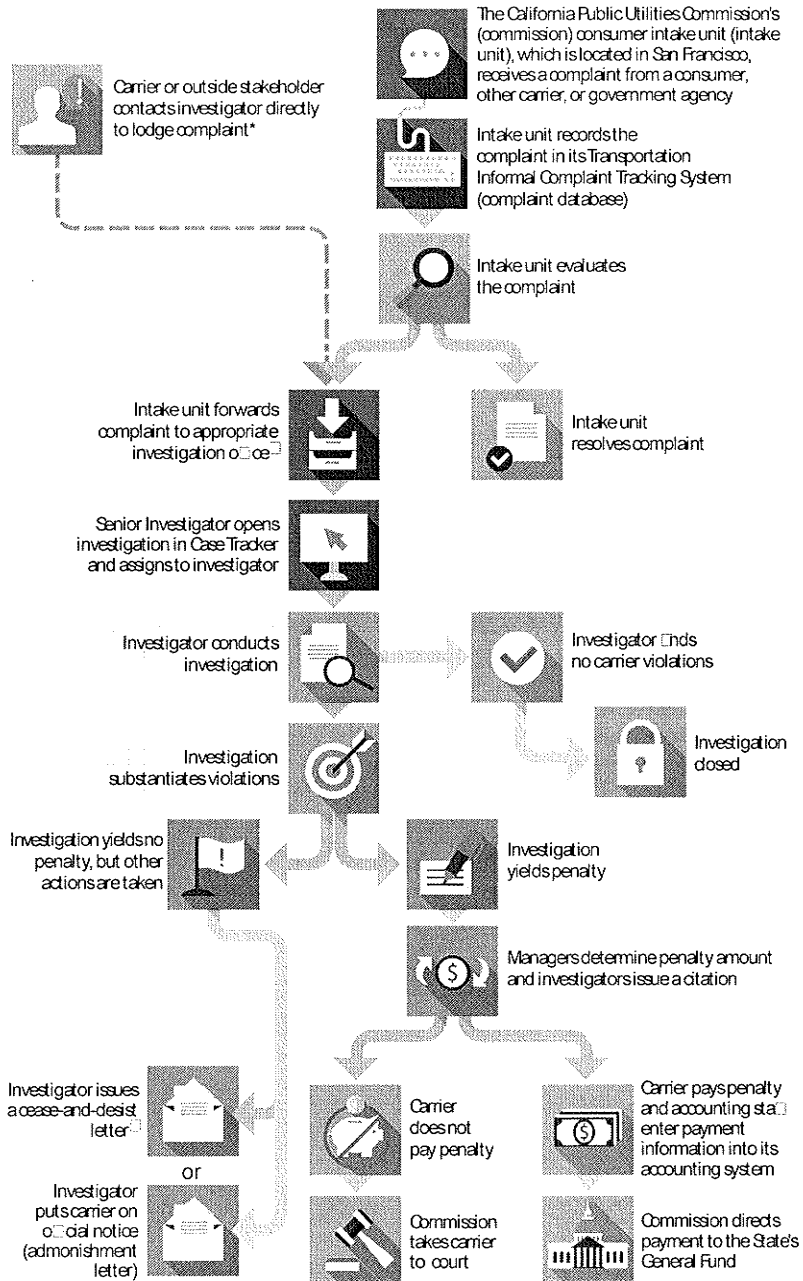 The California Public Utilities Commission's
(commission) consumer intake unit (intake
unit), which is located in San Francisco,
receives a complaint from a consumer,
other carrier, or government agency
Carrier or outside stakeholder
contacts investigator directly
to lodge complaint*
Intake unit records the
complaint in its Transportation
Informal Complaint Tracking System
(complaint database)
Intake unit evaluates
the complaint
Intake unit forwards
complaint to appropriate
investigation o□ce□
Intake unit
resolves complaint
Senior Investigator opens
investigation in Case Tracker
and assigns to investigator
Investigator conducts
investigation
Investigator □nds
no carrier violations
Investigation
closed
Investigation
substantiates violations
Investigation yields no
penalty, but other
actions are taken
Investigation
yields penalty
Managers determine penalty amount
and investigators issue a citation
Investigator issues
a cease-and-desist
letter□
or
Investigator
puts carrier on
o□cial notice
(admonishment
letter)
Carrier
does not
pay penalty
Commission
takes carrier
to court
Carrier pays penalty
and accounting sta□
enter payment
information into its
accounting system
Commission directs
payment to the State's
General Fund